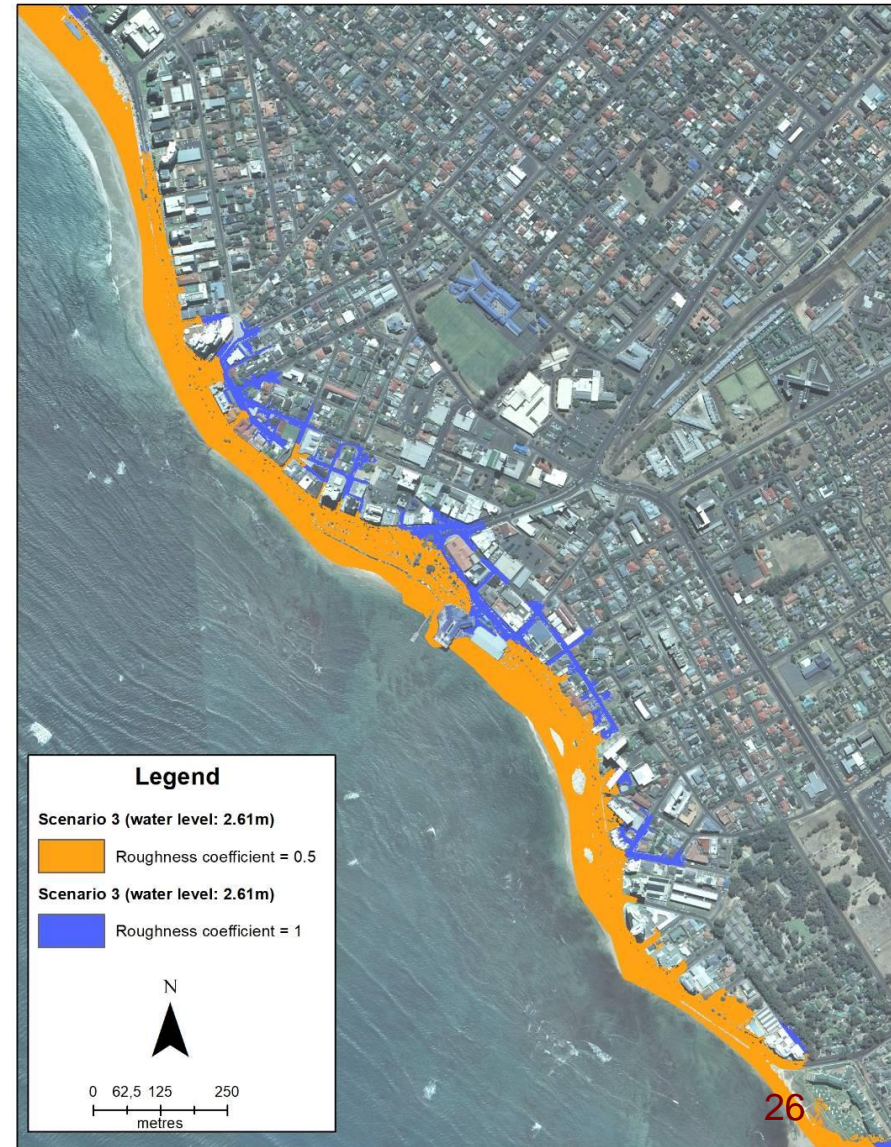 Legend
Scenario 3 (water level: 2.61m)
Roughness coefficient = 0.5
Scenario 3 (water level: 2.61m)
Roughness coefficient = 1
N
0 62,5 125 250
metres
26